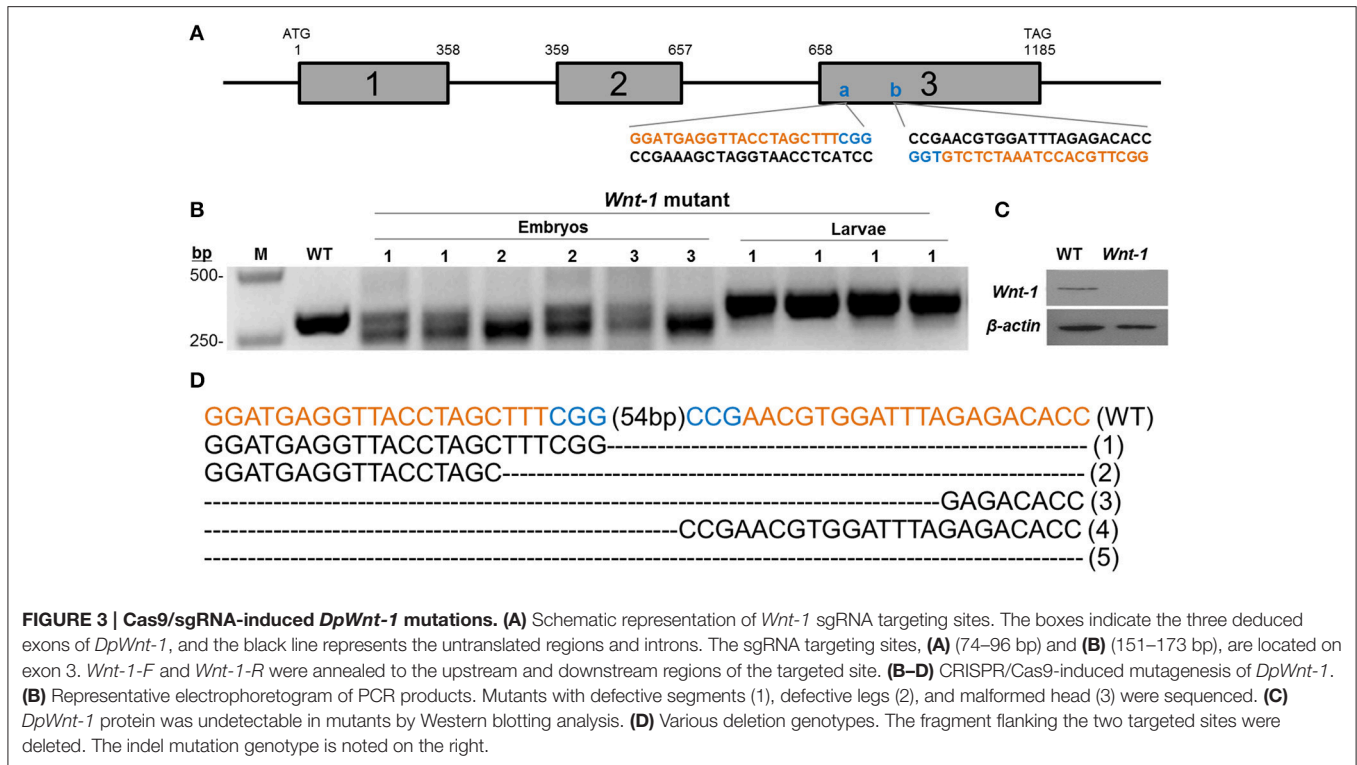 A
ATG
1 358 359 657 658
TAG
1185
1 2 3
a b
GGATGAGGTTACCTAGCTTTCGG
CCGAAAGCTAGGTAACCTCATCC
CCGAACGTGGATTTAGAGACACC
GGTGTCTCTAAATCCACGTTCGG
B
Wnt-1 mutant
Embryos Larvae
bp M WT 1 1 2 2 3 3 1 1 1 1
500-
250-
C
WT Wnt-1
Wnt-1
β-actin
D
GGATGAGGTTACCTAGCTTTCGG (54bp)CCGAACGTGGATTTAGAGACACC (WT)
GGATGAGGTTACCTAGCTTTCGG------------------------------------------------------- (1)
GGATGAGGTTACCTAGC-------------------------------------------------------------------- (2)
----------------------------------------------------------------------------------GAGACACC (3)
-----------------------------------------------------CCGAACGTGGATTTAGAGACACC (4)
---------------------------------------------------------------------------------------------------- (5)
FIGURE 3 | Cas9/sgRNA-induced DpWnt-1 mutations. (A) Schematic representation of Wnt-1 sgRNA targeting sites. The boxes indicate the three deduced
exons of DpWnt-1, and the black line represents the untranslated regions and introns. The sgRNA targeting sites, (A) (74–96 bp) and (B) (151–173 bp), are located on
exon 3. Wnt-1-F and Wnt-1-R were annealed to the upstream and downstream regions of the targeted site. (B–D) CRISPR/Cas9-induced mutagenesis of DpWnt-1.
(B) Representative electrophoretogram of PCR products. Mutants with defective segments (1), defective legs (2), and malformed head (3) were sequenced. (C)
DpWnt-1 protein was undetectable in mutants by Western blotting analysis. (D) Various deletion genotypes. The fragment flanking the two targeted sites were
deleted. The indel mutation genotype is noted on the right.